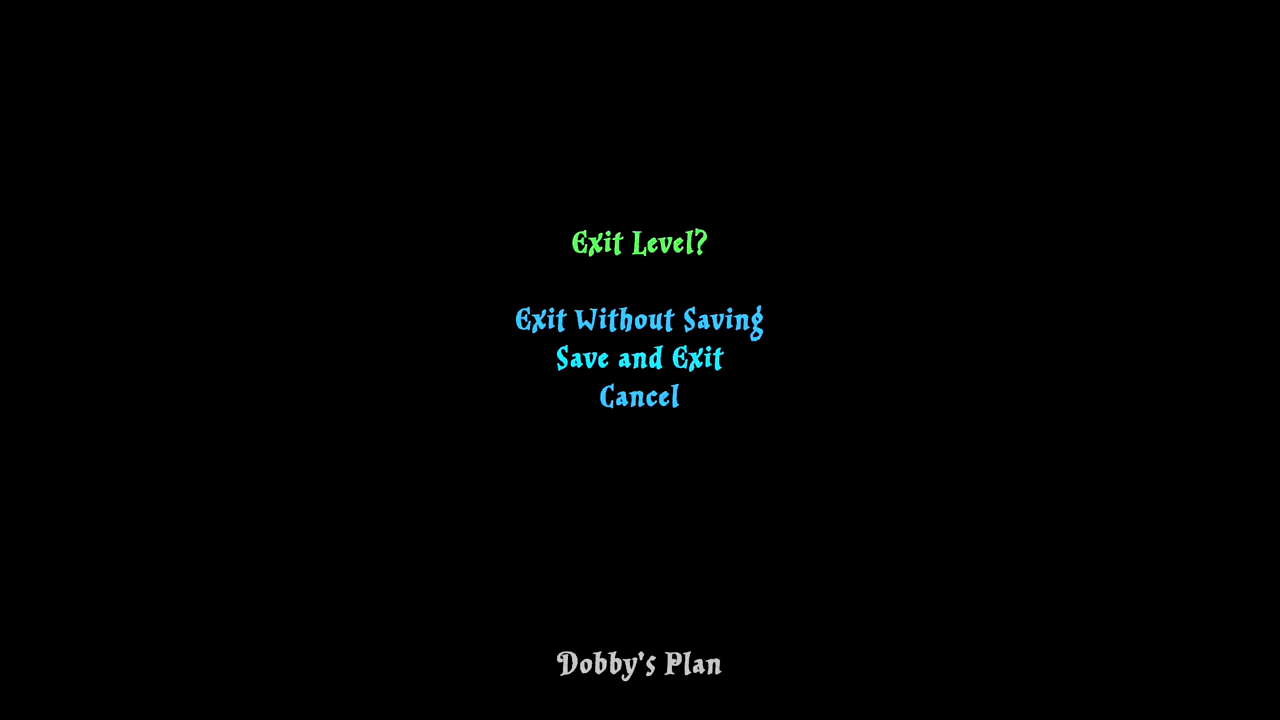 Exit Level?
Exit Without Saving
Save and Exit
Cancel
Dobby's Plan